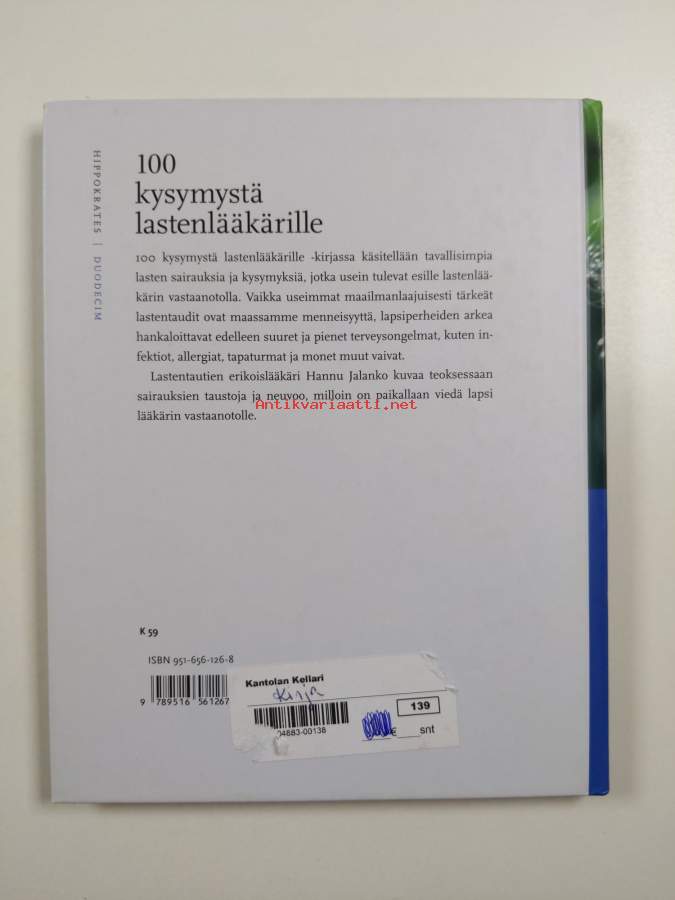 HIPPOKRATES | DUODECIM
100
kysymystä
lastenlääkärille
100 kysymystä lastenlääkärille -kirjassa käsitellään tavallisimpia
lasten sairauksia ja kysymyksiä, jotka usein tulevat esille lastenlää-
kärin vastaanotolla. Vaikka useimmat maailmanlaajuisesti tärkeät
lastentaudit ovat maassamme menneisyyttä, lapsiperheiden arkea
hankaloittavat edelleen suuret ja pienet terveysongelmat, kuten in-
fektiot, allergiat, tapaturmat ja monet muut vaivat.
Lastentautien erikoislääkäri Hannu Jalanko kuvaa teoksessaan
sairauksien taustoja ja neuvoo, milloin on paikallaan viedä lapsi
lääkärin vastaanotolle.
Antikvariaatti.net
K 59
ISBN 951-656-126-8
9 789516 561267
Kantolan Kellari
Kirja
139
04883-00138
€ ____ snt